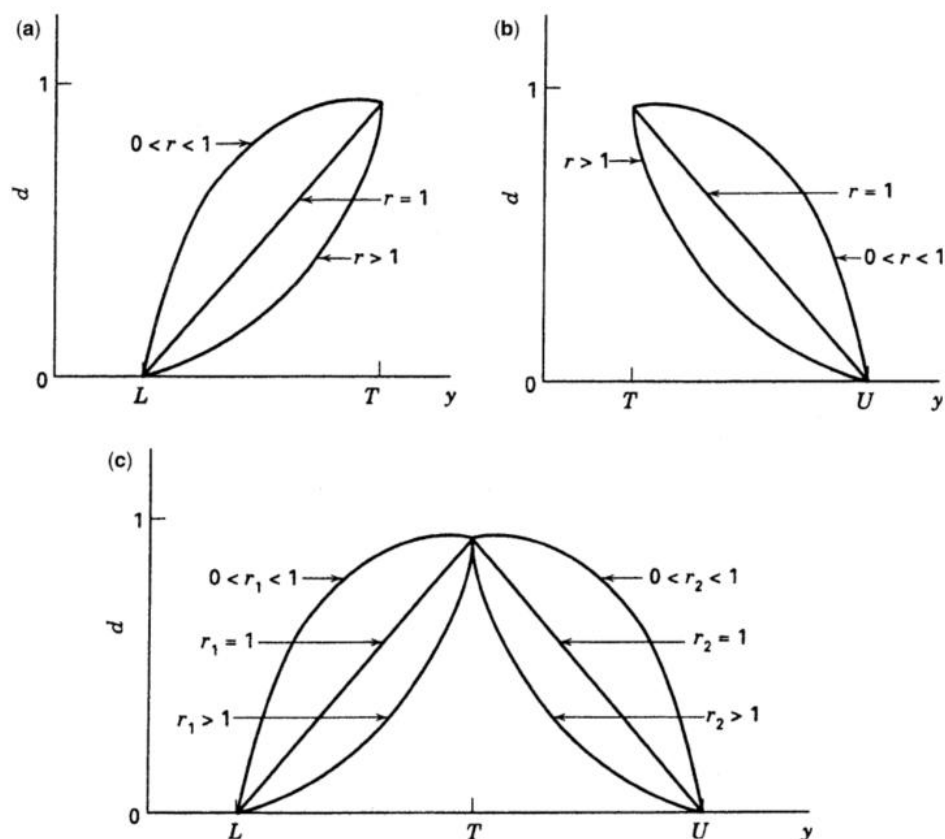 (a)
1
0 < r < 1
d
r = 1
r > 1
0
L
T
y
(b)
1
r > 1
d
r = 1
0 < r < 1
0
T
U
y
(c)
1
0 < r₁ < 1
0 < r₂ < 1
d
r₁ = 1
r₂ = 1
r₁ > 1
r₂ > 1
0
L
T
U
y